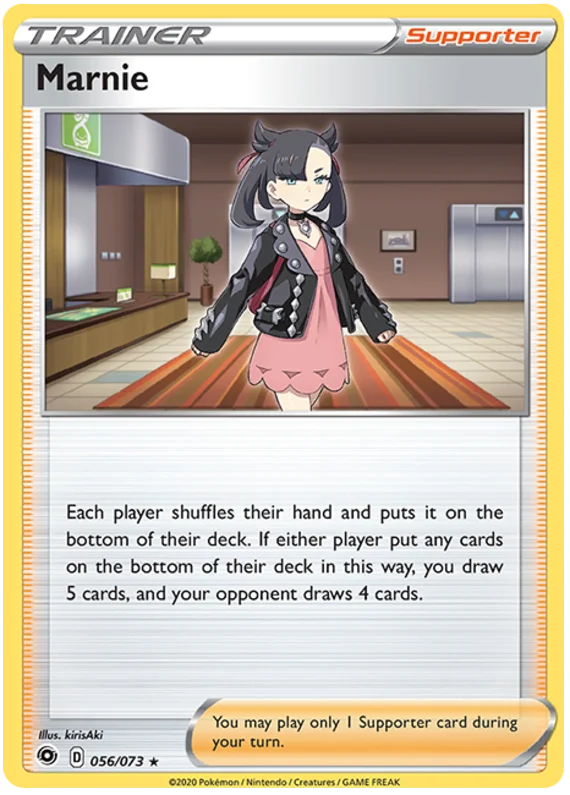 TRAINER Supporter
Marnie
Each player shuffles their hand and puts it on the
bottom of their deck. If either player put any cards
on the bottom of their deck in this way, you draw
5 cards, and your opponent draws 4 cards.
Illus. kirisAki
You may play only 1 Supporter card during
your turn.
D 056/073 ★
©2020 Pokémon / Nintendo / Creatures / GAME FREAK